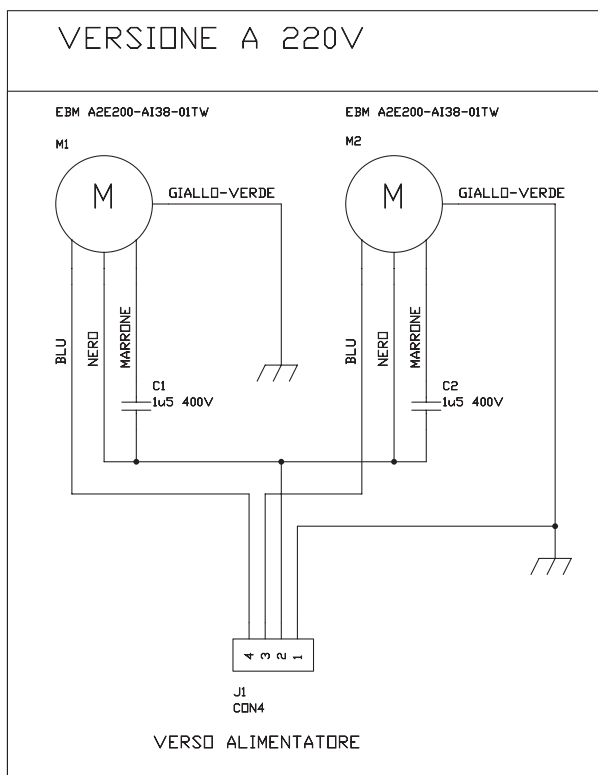 VERSIONE A 220V
EBM A2E200-AI38-01TW
EBM A2E200-AI38-01TW
M1
M2
M
GIALLO-VERDE
M
GIALLO-VERDE
BLU
NERO
MARRONE
BLU
NERO
MARRONE
C1
1u5 400V
C2
1u5 400V
4 3 2 1
J1
CON4
VERSO ALIMENTATORE